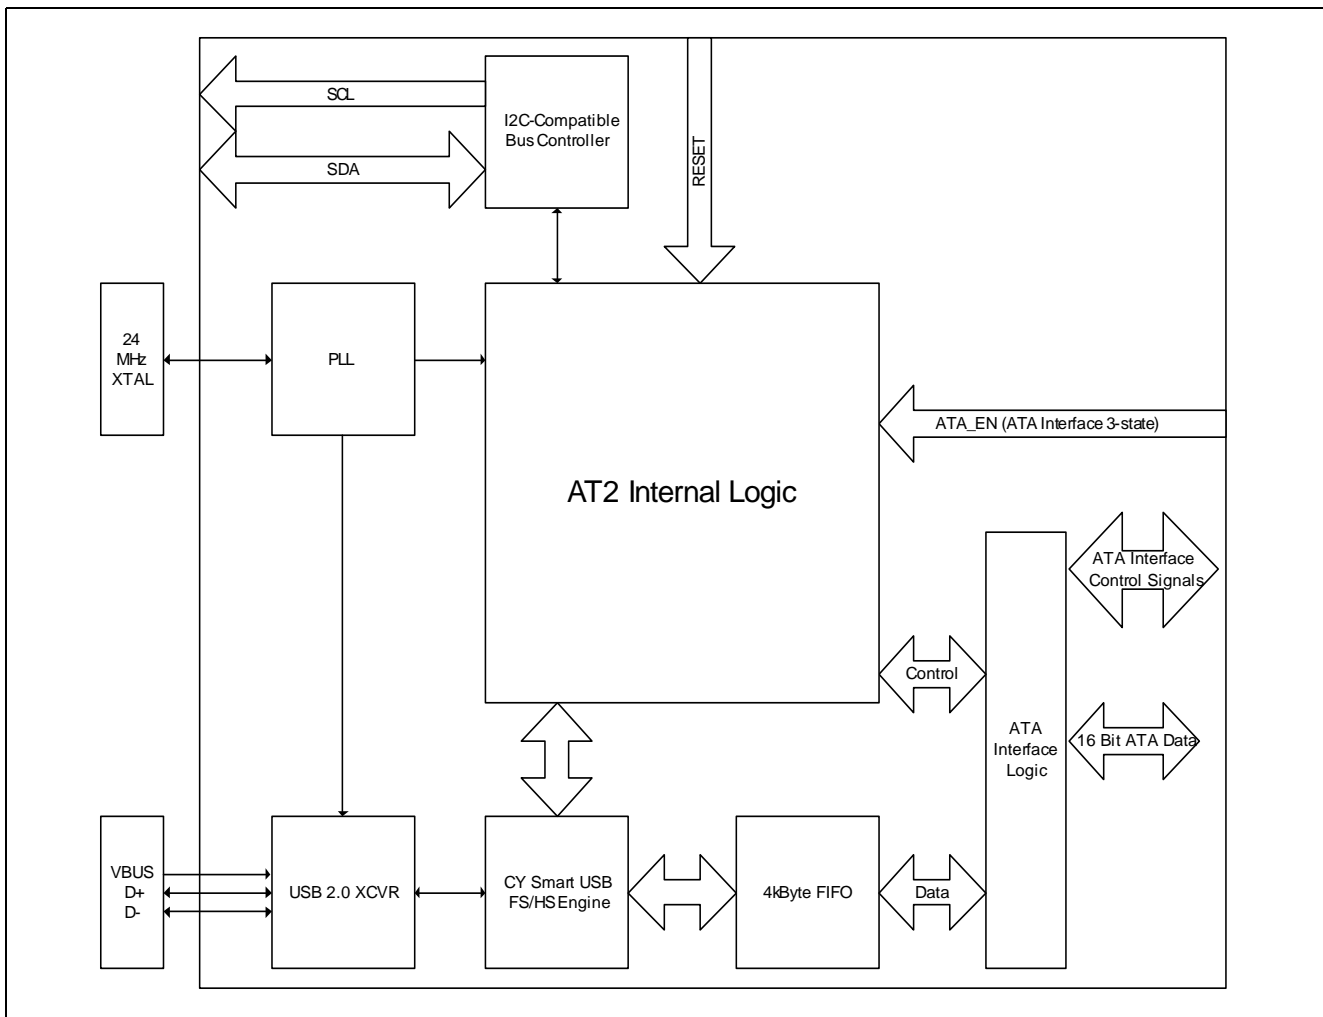 SCL
I2C-Compatible
Bus Controller
SDA
RESET
24
MHz
XTAL
PLL
ATA_EN (ATA Interface 3-state)
AT2 Internal Logic
ATA Interface
Control Signals
Control
ATA
Interface
Logic
16 Bit ATA Data
VBUS
D+
D-
USB 2.0 XCVR
CY Smart USB
FS/HS Engine
4kByte FIFO
Data